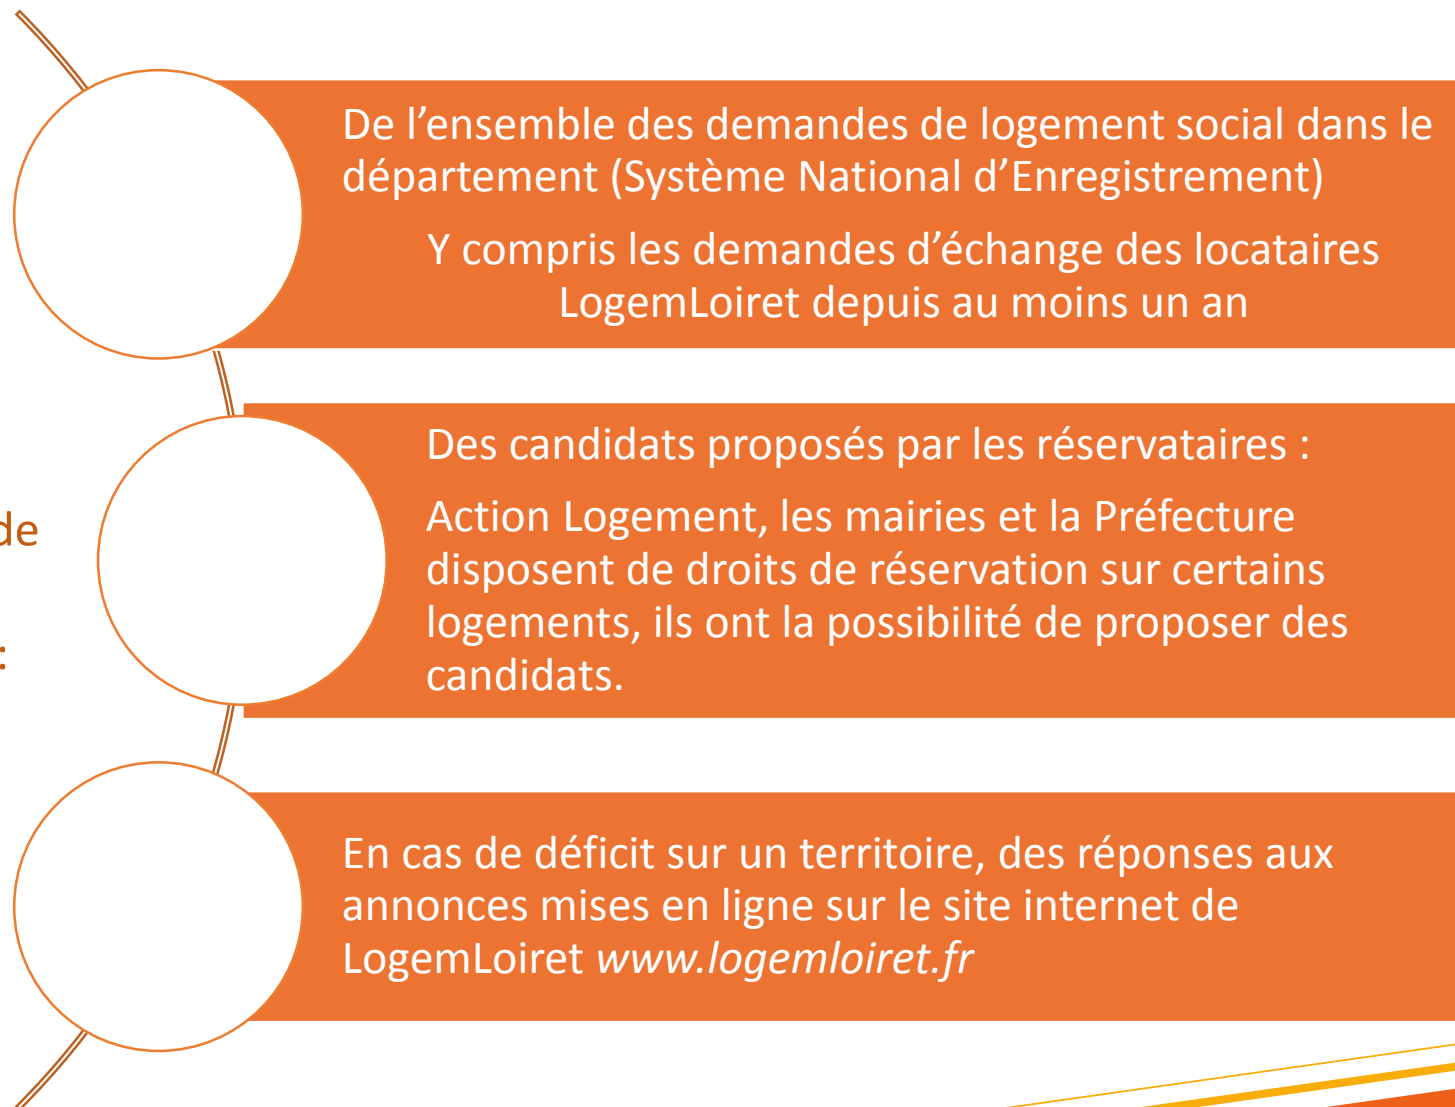 De l’ensemble des demandes de logement social dans le
département (Système National d’Enregistrement)
Y compris les demandes d’échange des locataires
LogemLoiret depuis au moins un an
de
:
Des candidats proposés par les réservataires :
Action Logement, les mairies et la Préfecture
disposent de droits de réservation sur certains
logements, ils ont la possibilité de proposer des
candidats.
En cas de déficit sur un territoire, des réponses aux
annonces mises en ligne sur le site internet de
LogemLoiret www.logemloiret.fr